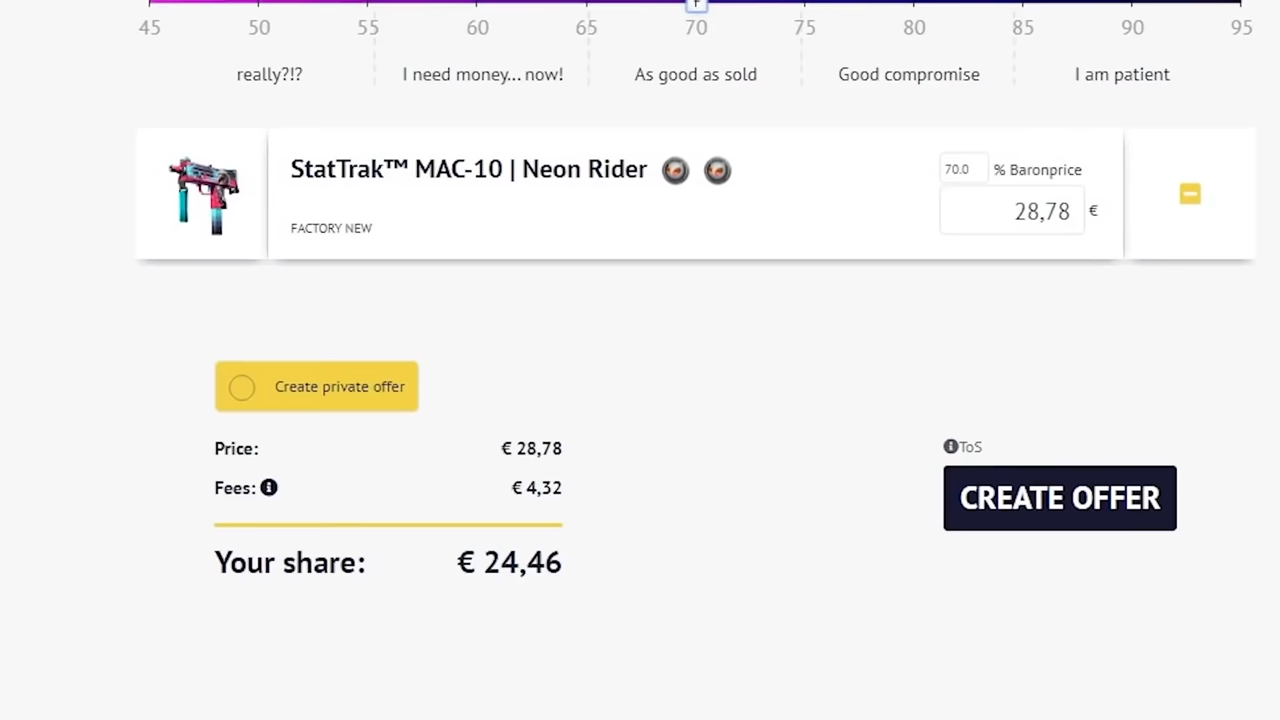 45 50 55 60 65 70 75 80 85 90 95
really?!? I need money... now! As good as sold Good compromise I am patient
StatTrak™ MAC-10 | Neon Rider
70.0 % Baronprice
28,78 €
FACTORY NEW
Create private offer
Price: € 28,78
Fees: € 4,32
Your share: € 24,46
ToS
CREATE OFFER